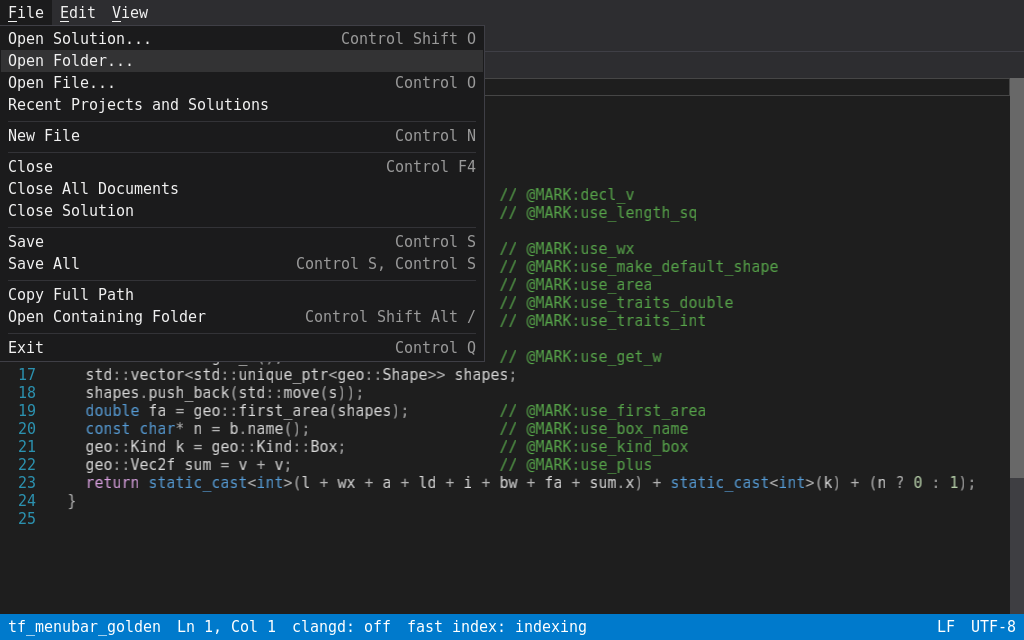 File Edit View
Open Solution... Control Shift O
Open Folder...
Open File... Control O
Recent Projects and Solutions
New File Control N
Close Control F4
Close All Documents
// @MARK:decl_v
Close Solution
// @MARK:use_length_sq
Save Control S
// @MARK:use_wx
Save All Control S, Control S
// @MARK:use_make_default_shape
// @MARK:use_area
Copy Full Path
// @MARK:use_traits_double
Open Containing Folder Control Shift Alt /
// @MARK:use_traits_int
Exit Control Q
// @MARK:use_get_w
17 std::vector<std::unique_ptr<geo::Shape>> shapes;
18 shapes.push_back(std::move(s));
19 double fa = geo::first_area(shapes); // @MARK:use_first_area
20 const char* n = b.name(); // @MARK:use_box_name
21 geo::Kind k = geo::Kind::Box; // @MARK:use_kind_box
22 geo::Vec2f sum = v + v; // @MARK:use_plus
23 return static_cast<int>(l + wx + a + ld + i + bw + fa + sum.x) + static_cast<int>(k) + (n ? 0 : 1);
24 }
25
tf_menubar_golden Ln 1, Col 1 clangd: off fast index: indexing LF UTF-8